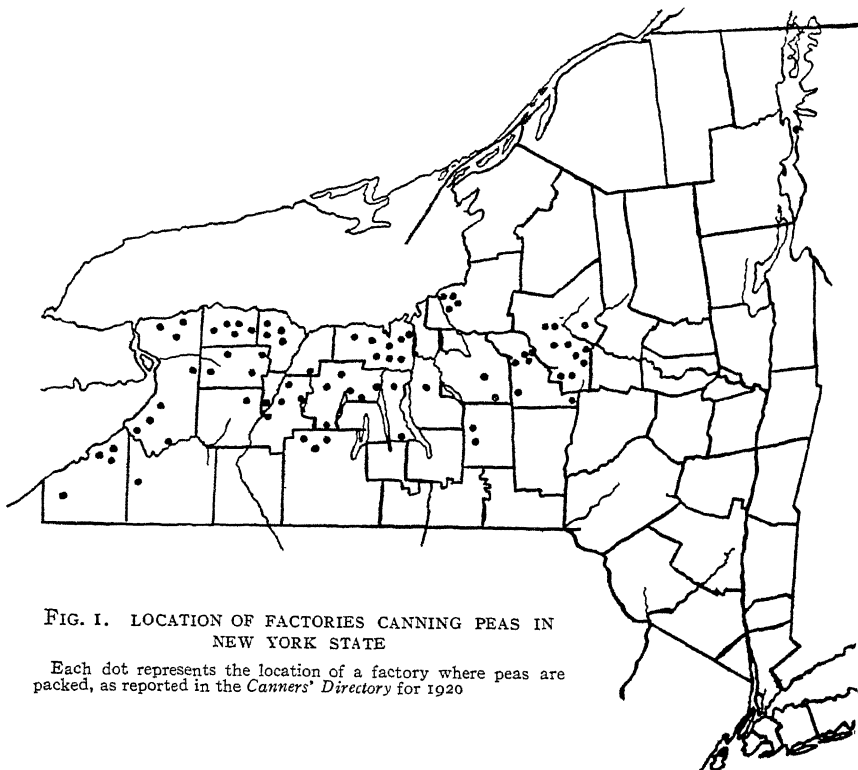 FIG. 1. LOCATION OF FACTORIES CANNING PEAS IN
NEW YORK STATE
Each dot represents the location of a factory where peas are
packed, as reported in the Canners' Directory for 1920